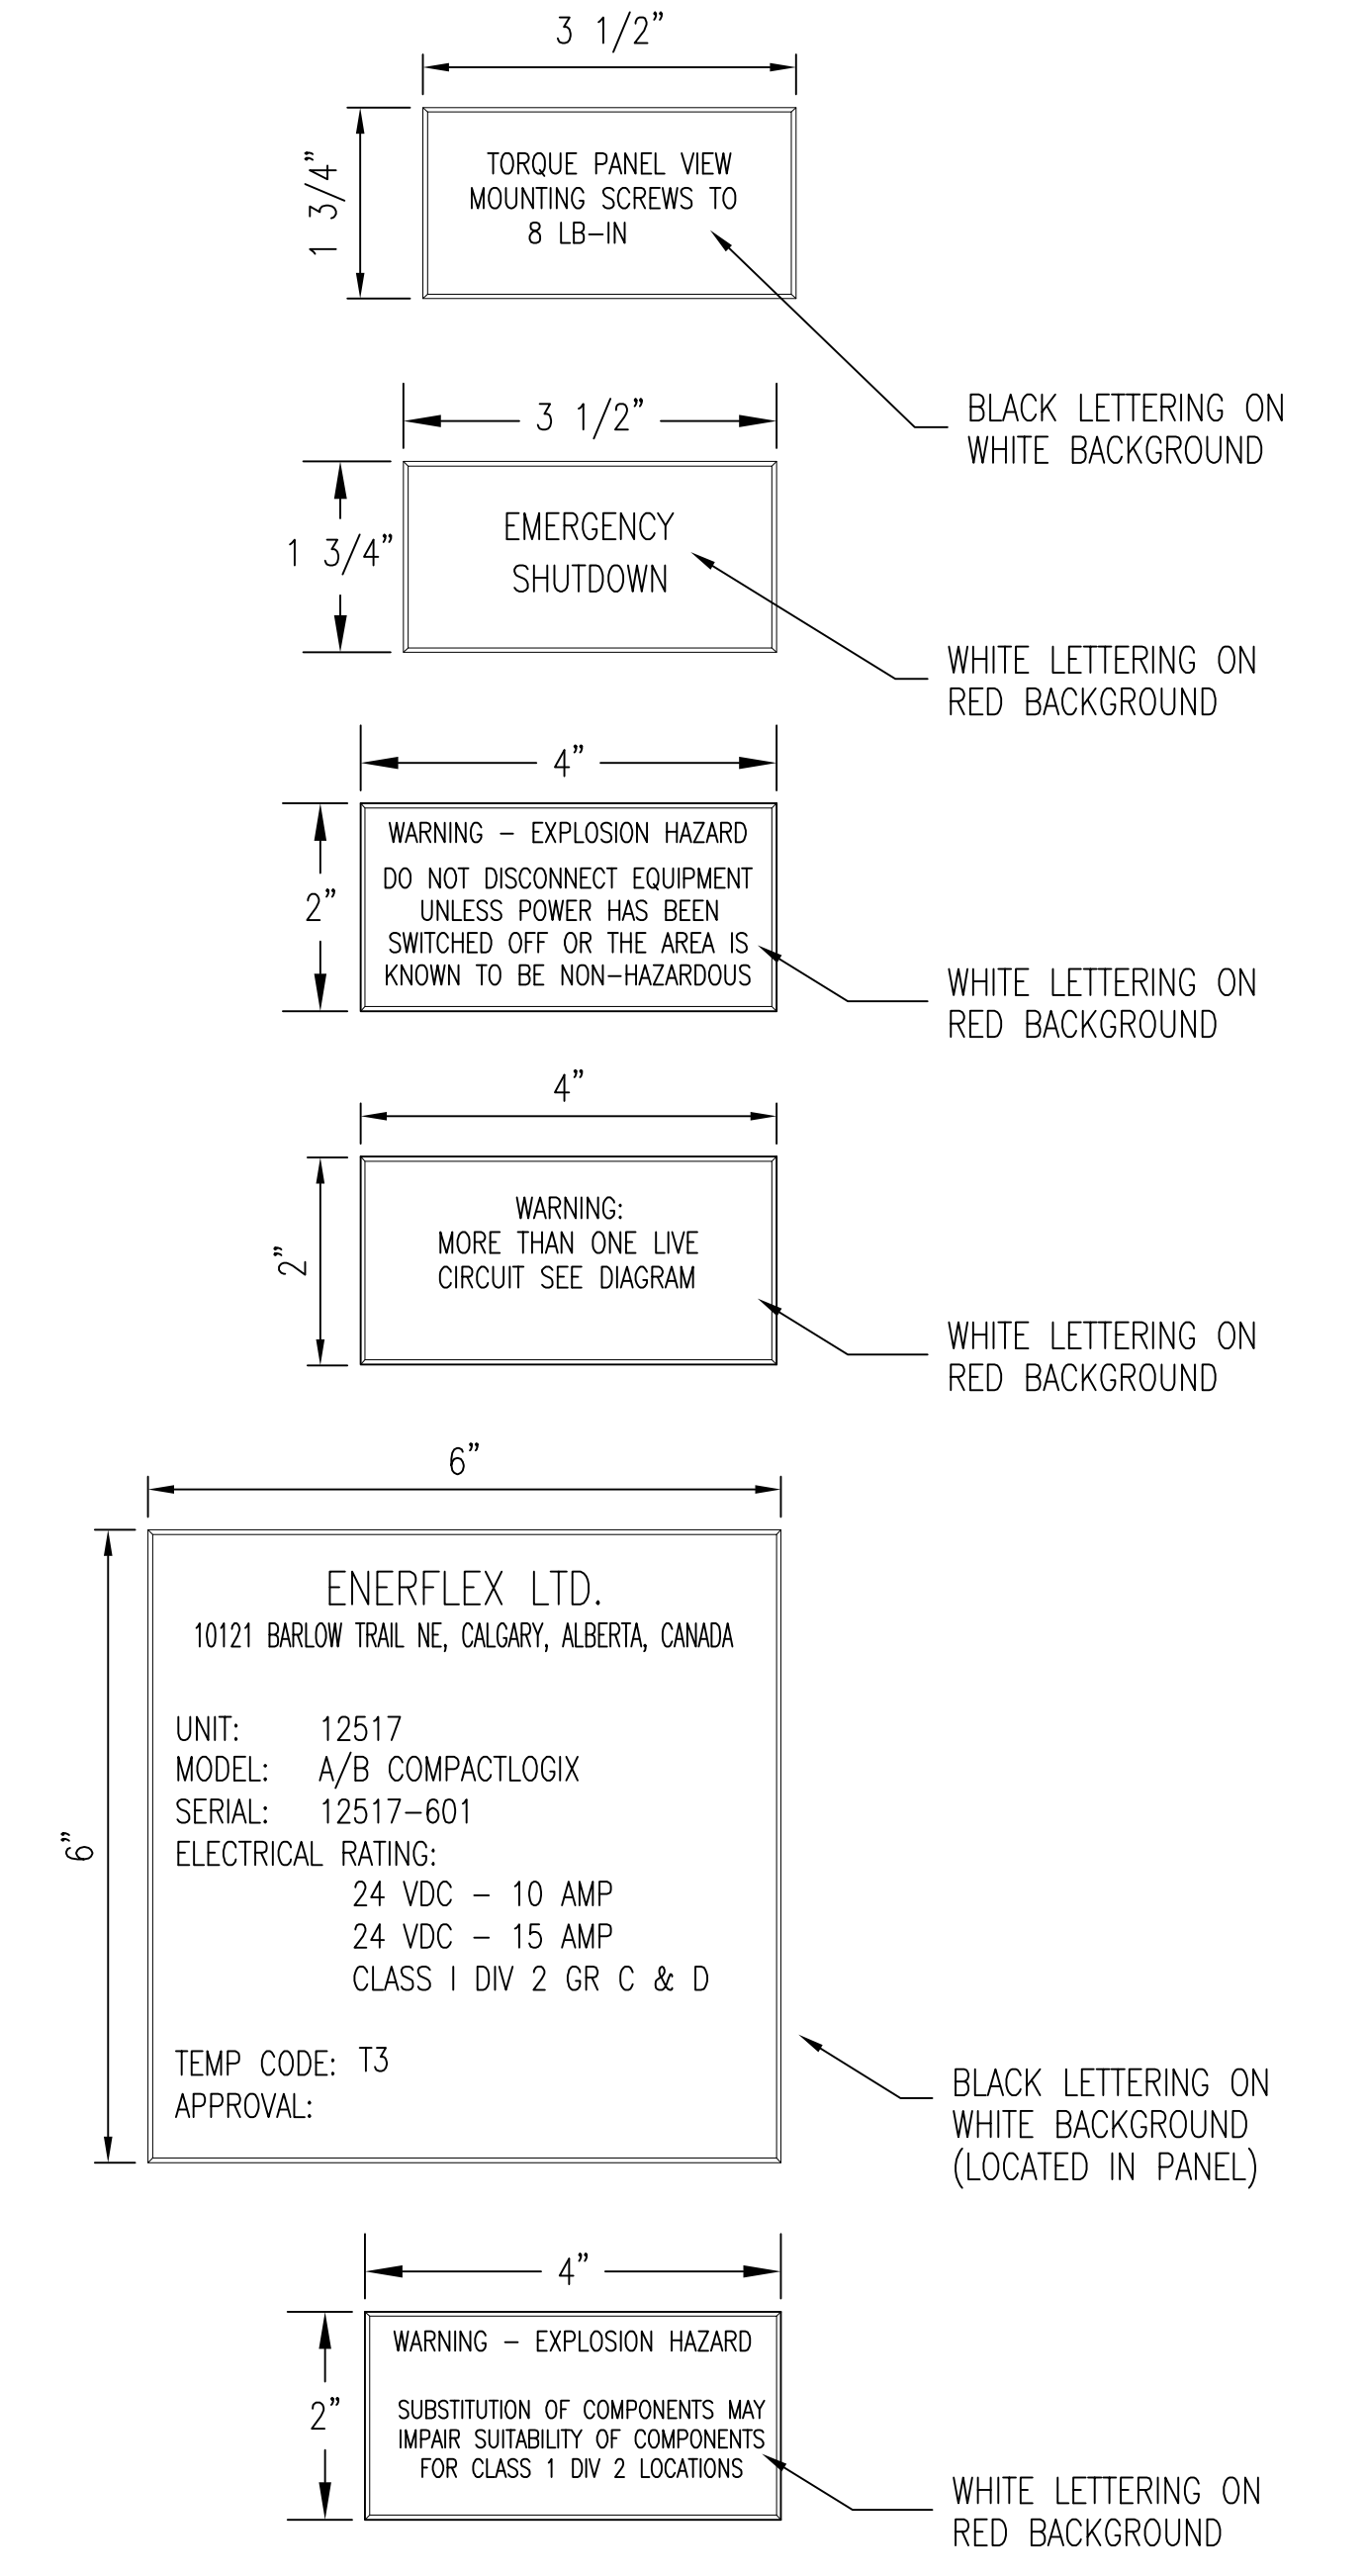 3 1/2”
1 3/4”
TORQUE PANEL VIEW
MOUNTING SCREWS TO
8 LB-IN
BLACK LETTERING ON
WHITE BACKGROUND
3 1/2”
1 3/4”
EMERGENCY
SHUTDOWN
WHITE LETTERING ON
RED BACKGROUND
4”
2”
WARNING - EXPLOSION HAZARD
DO NOT DISCONNECT EQUIPMENT
UNLESS POWER HAS BEEN
SWITCHED OFF OR THE AREA IS
KNOWN TO BE NON-HAZARDOUS
WHITE LETTERING ON
RED BACKGROUND
4”
2”
WARNING:
MORE THAN ONE LIVE
CIRCUIT SEE DIAGRAM
WHITE LETTERING ON
RED BACKGROUND
6”
6”
ENERFLEX LTD.
10121 BARLOW TRAIL NE, CALGARY, ALBERTA, CANADA
UNIT: 12517
MODEL: A/B COMPACTLOGIX
SERIAL: 12517-601
ELECTRICAL RATING:
24 VDC - 10 AMP
24 VDC - 15 AMP
CLASS I DIV 2 GR C & D
TEMP CODE: T3
APPROVAL:
BLACK LETTERING ON
WHITE BACKGROUND
(LOCATED IN PANEL)
4”
2”
WARNING - EXPLOSION HAZARD
SUBSTITUTION OF COMPONENTS MAY
IMPAIR SUITABILITY OF COMPONENTS
FOR CLASS 1 DIV 2 LOCATIONS
WHITE LETTERING ON
RED BACKGROUND